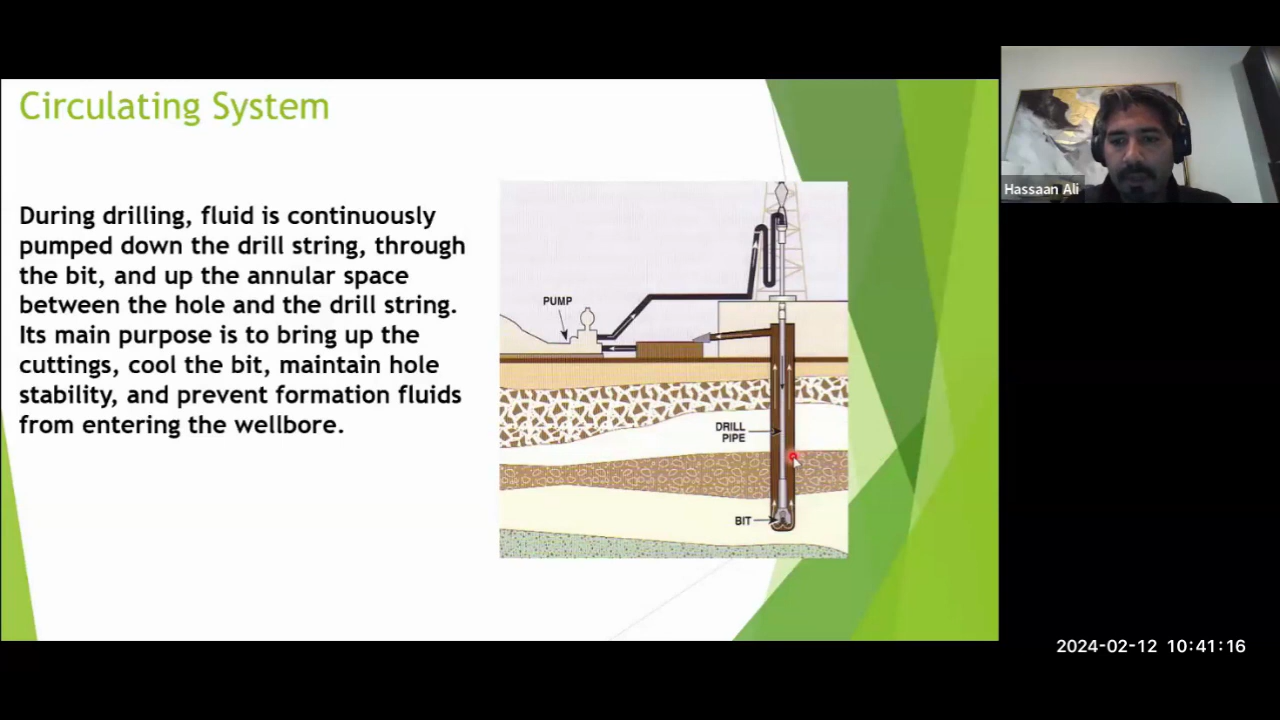 Circulating System
During drilling, fluid is continuously
pumped down the drill string, through
the bit, and up the annular space
between the hole and the drill string.
Its main purpose is to bring up the
cuttings, cool the bit, maintain hole
stability, and prevent formation fluids
from entering the wellbore.
PUMP
DRILL
PIPE
BIT
Hassaan Ali
2024-02-12 10:41:16